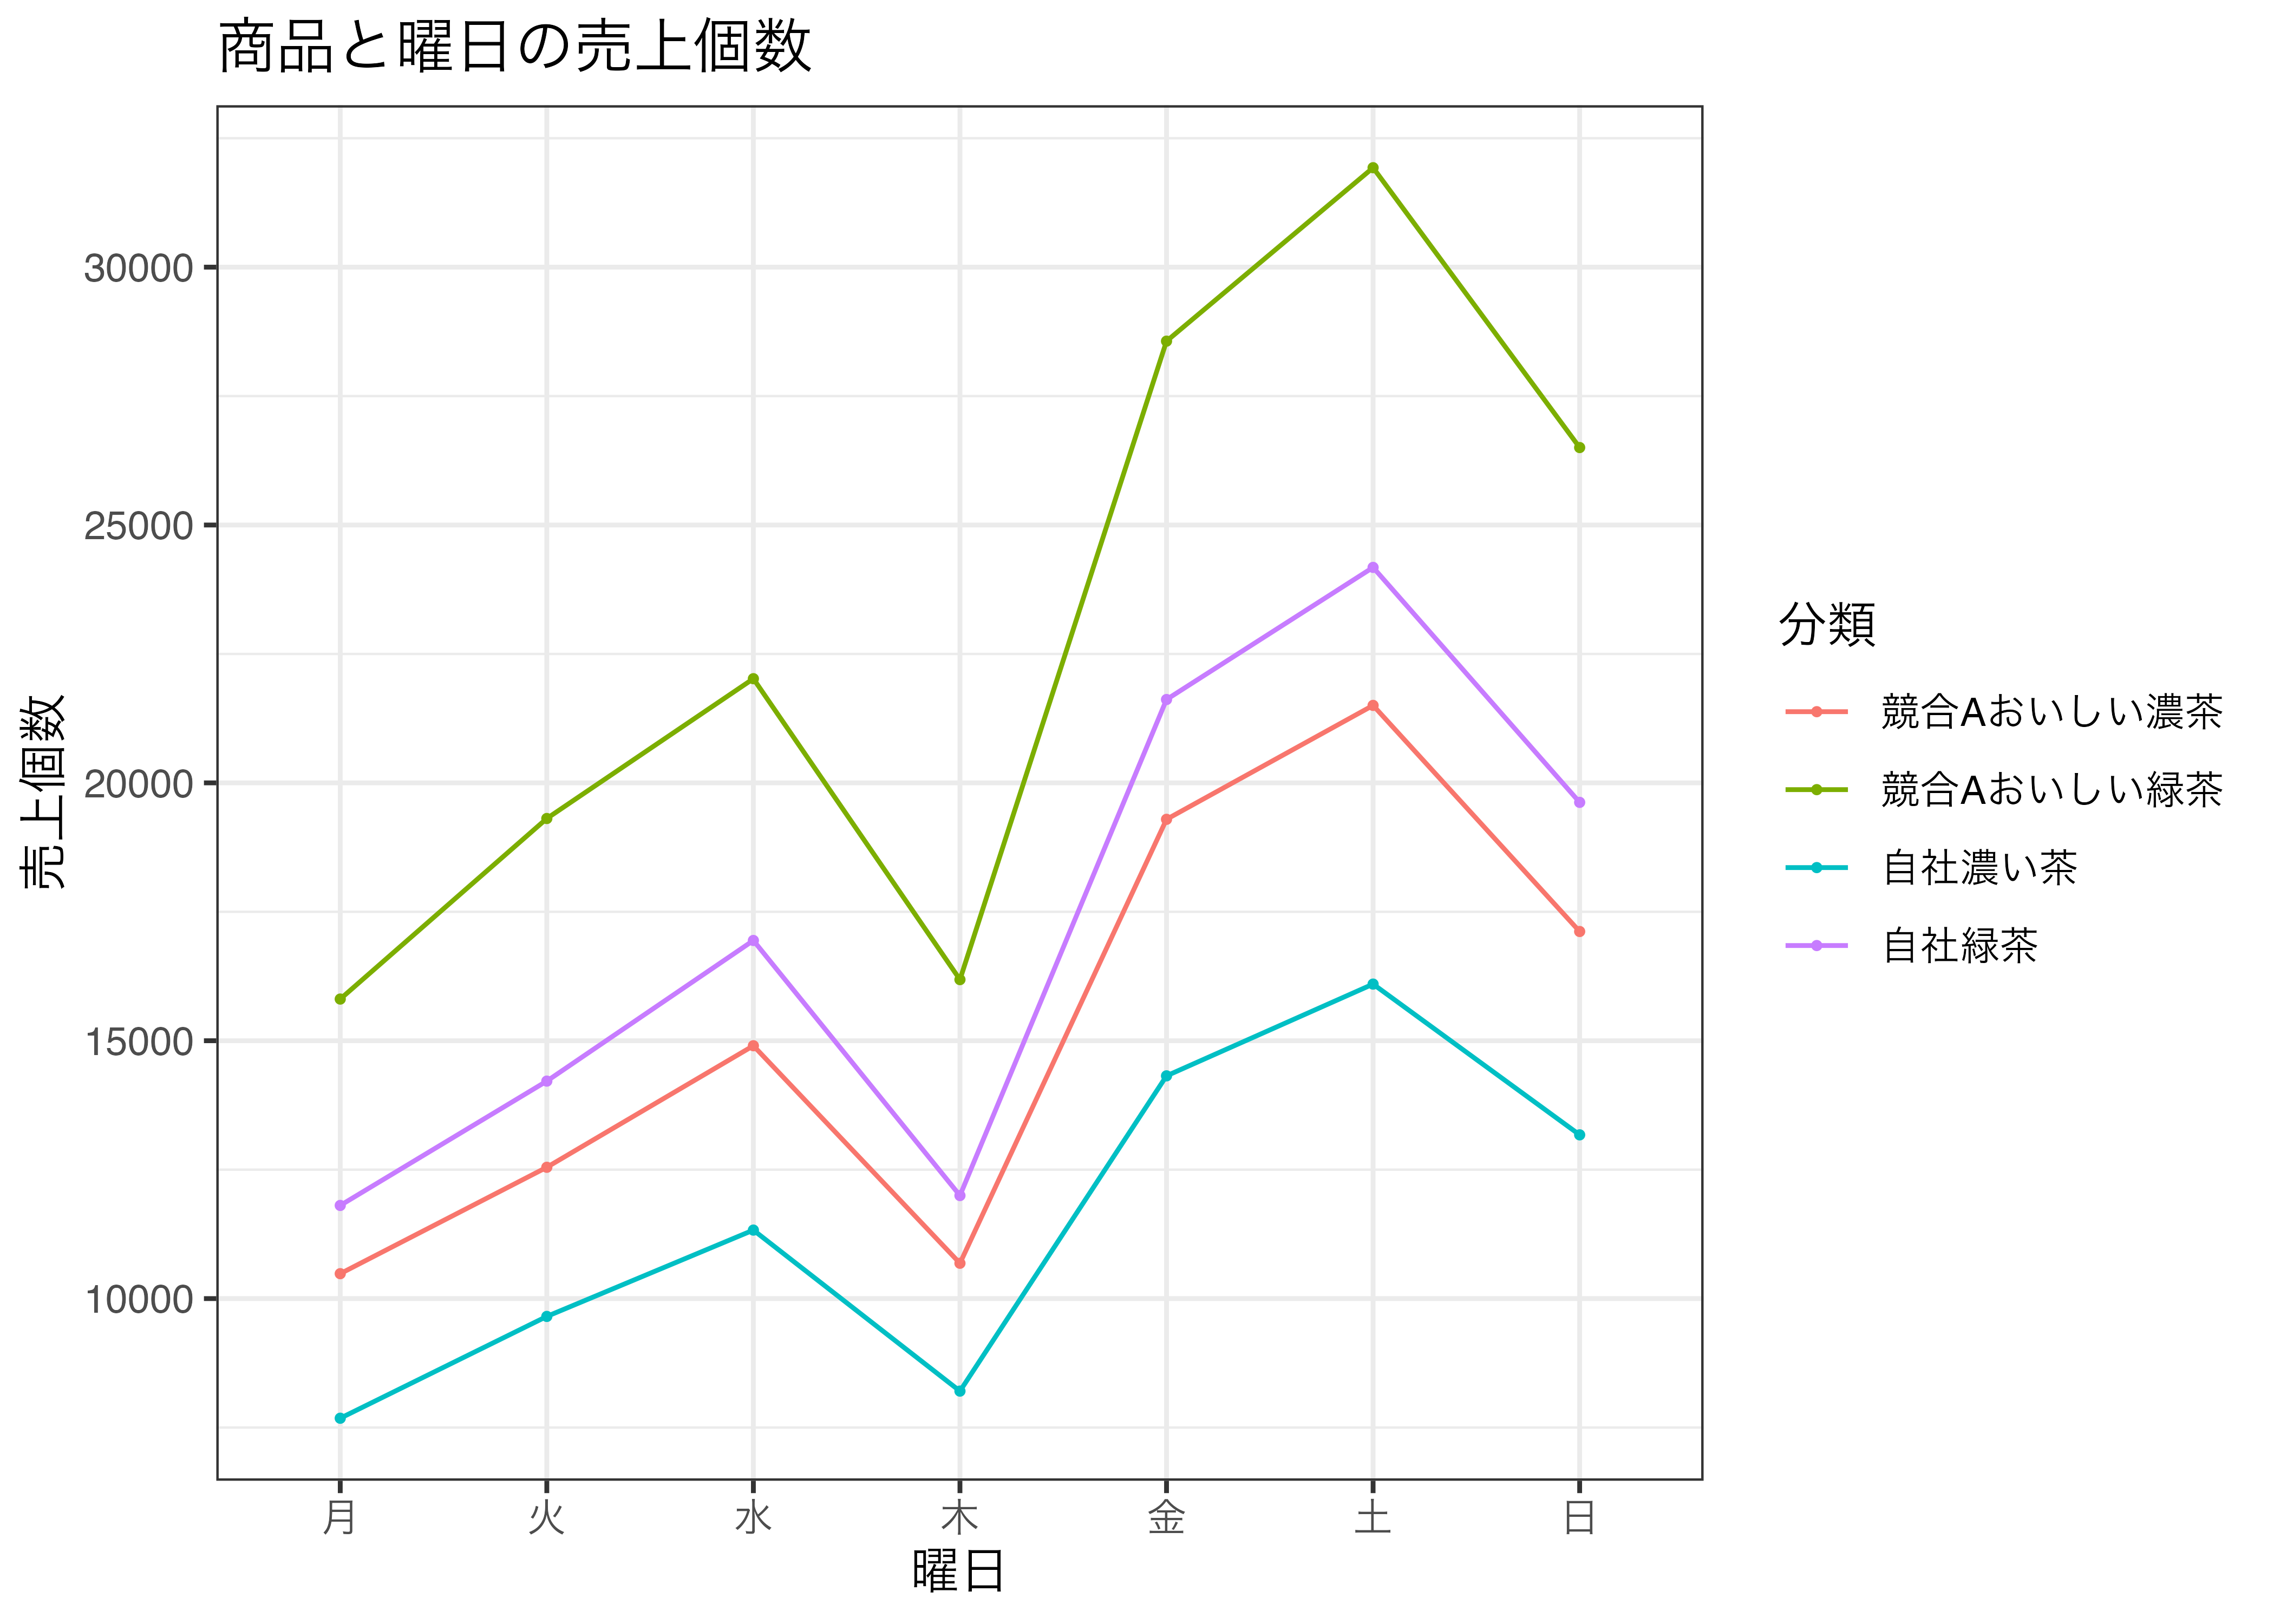 商品と曜日の売上個数
売上個数
30000
25000
20000
15000
10000
月 火 水 木 金 土 日
曜日
分類
競合Aおいしい濃茶
競合Aおいしい緑茶
自社濃い茶
自社緑茶